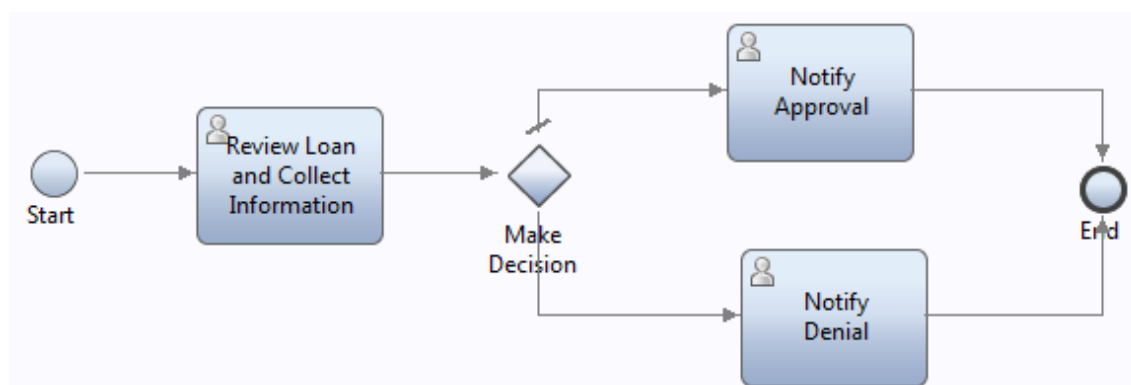 Start
Review Loan
and Collect
Information
Make
Decision
Notify
Approval
Notify
Denial
End